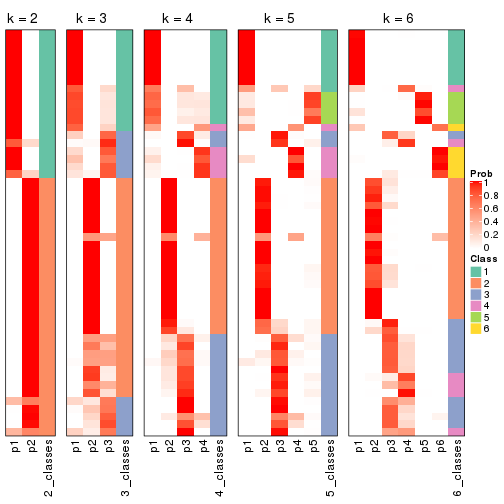 k = 2
k = 3
k = 4
k = 5
k = 6
Prob
1
0.8
0.6
0.4
0.2
0
Class
1
2
3
4
5
6
p1
p2
2_classes
p1
p2
p3
3_classes
p1
p2
p3
p4
4_classes
p1
p2
p3
p4
p5
5_classes
p1
p2
p3
p4
p5
p6
6_classes